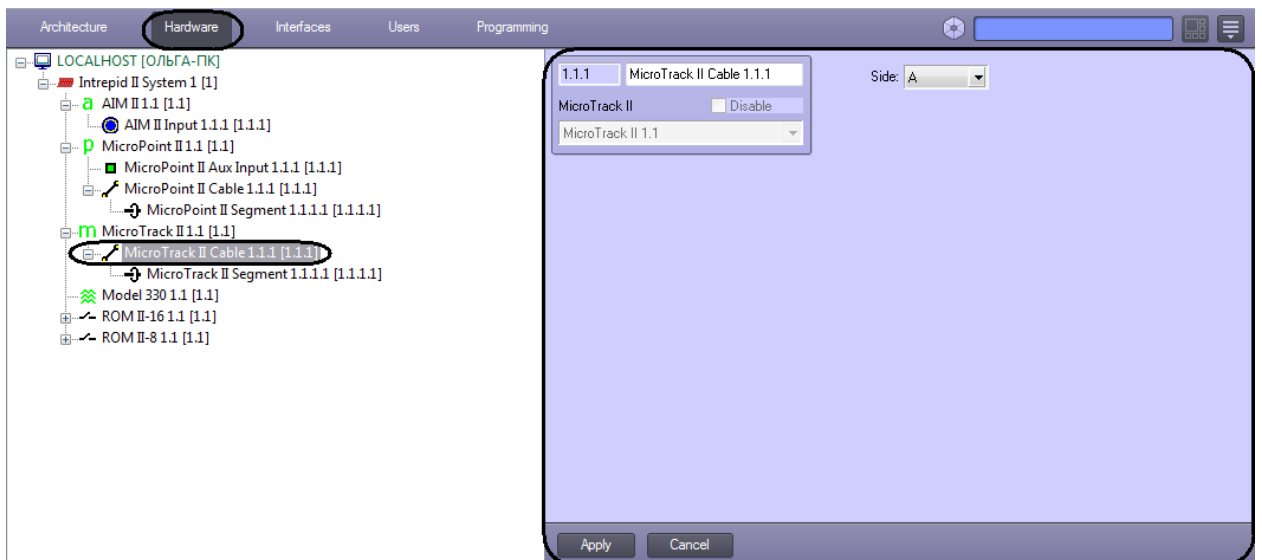 Architecture Hardware Interfaces Users Programming
LOCALHOST [ОЛЬГА-ПК]
Intrepid II System 1 [1]
a AIM II 1.1 [1.1]
AIM II Input 1.1.1 [1.1.1]
p MicroPoint II 1.1 [1.1]
MicroPoint II Aux Input 1.1.1 [1.1.1]
MicroPoint II Cable 1.1.1 [1.1.1]
MicroPoint II Segment 1.1.1.1 [1.1.1.1]
m MicroTrack II 1.1 [1.1]
MicroTrack II Cable 1.1.1 [1.1.1]
MicroTrack II Segment 1.1.1.1 [1.1.1.1]
Model 330 1.1 [1.1]
ROM II-16 1.1 [1.1]
ROM II-8 1.1 [1.1]
1.1.1 MicroTrack II Cable 1.1.1 Side: A
MicroTrack II Disable
MicroTrack II 1.1
Apply Cancel